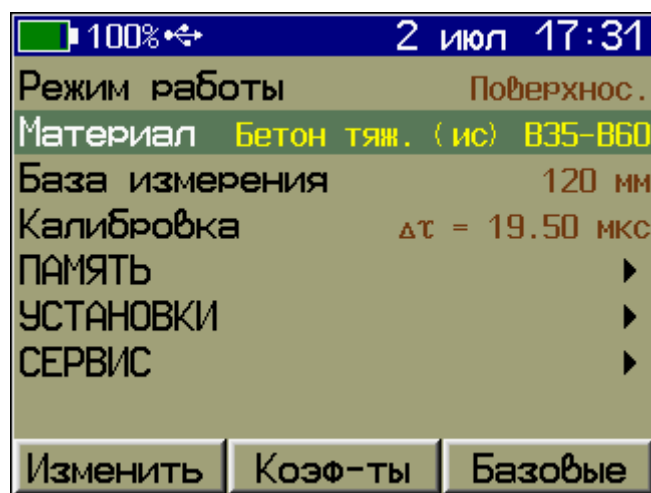 100% 2 июл 17:31
Режим работы Поверхнос.
Материал Бетон тяж. (ис) В35-В60
База измерения 120 мм
Калибровка Δτ = 19.50 мкс
ПАМЯТЬ
УСТАНОВКИ
СЕРВИС
Изменить Коэф-ты Базовые